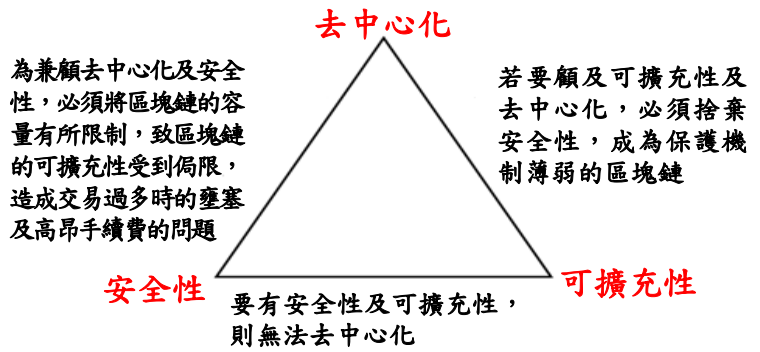 去中心化
為兼顧去中心化及安全
性，必須將區塊鏈的容
量有所限制，致區塊鏈
的可擴充性受到侷限，
造成交易過多時的壅塞
及高昂手續費的問題
若要顧及可擴充性及
去中心化，必須捨棄
安全性，成為保護機
制薄弱的區塊鏈
安全性
可擴充性
要有安全性及可擴充性，
則無法去中心化